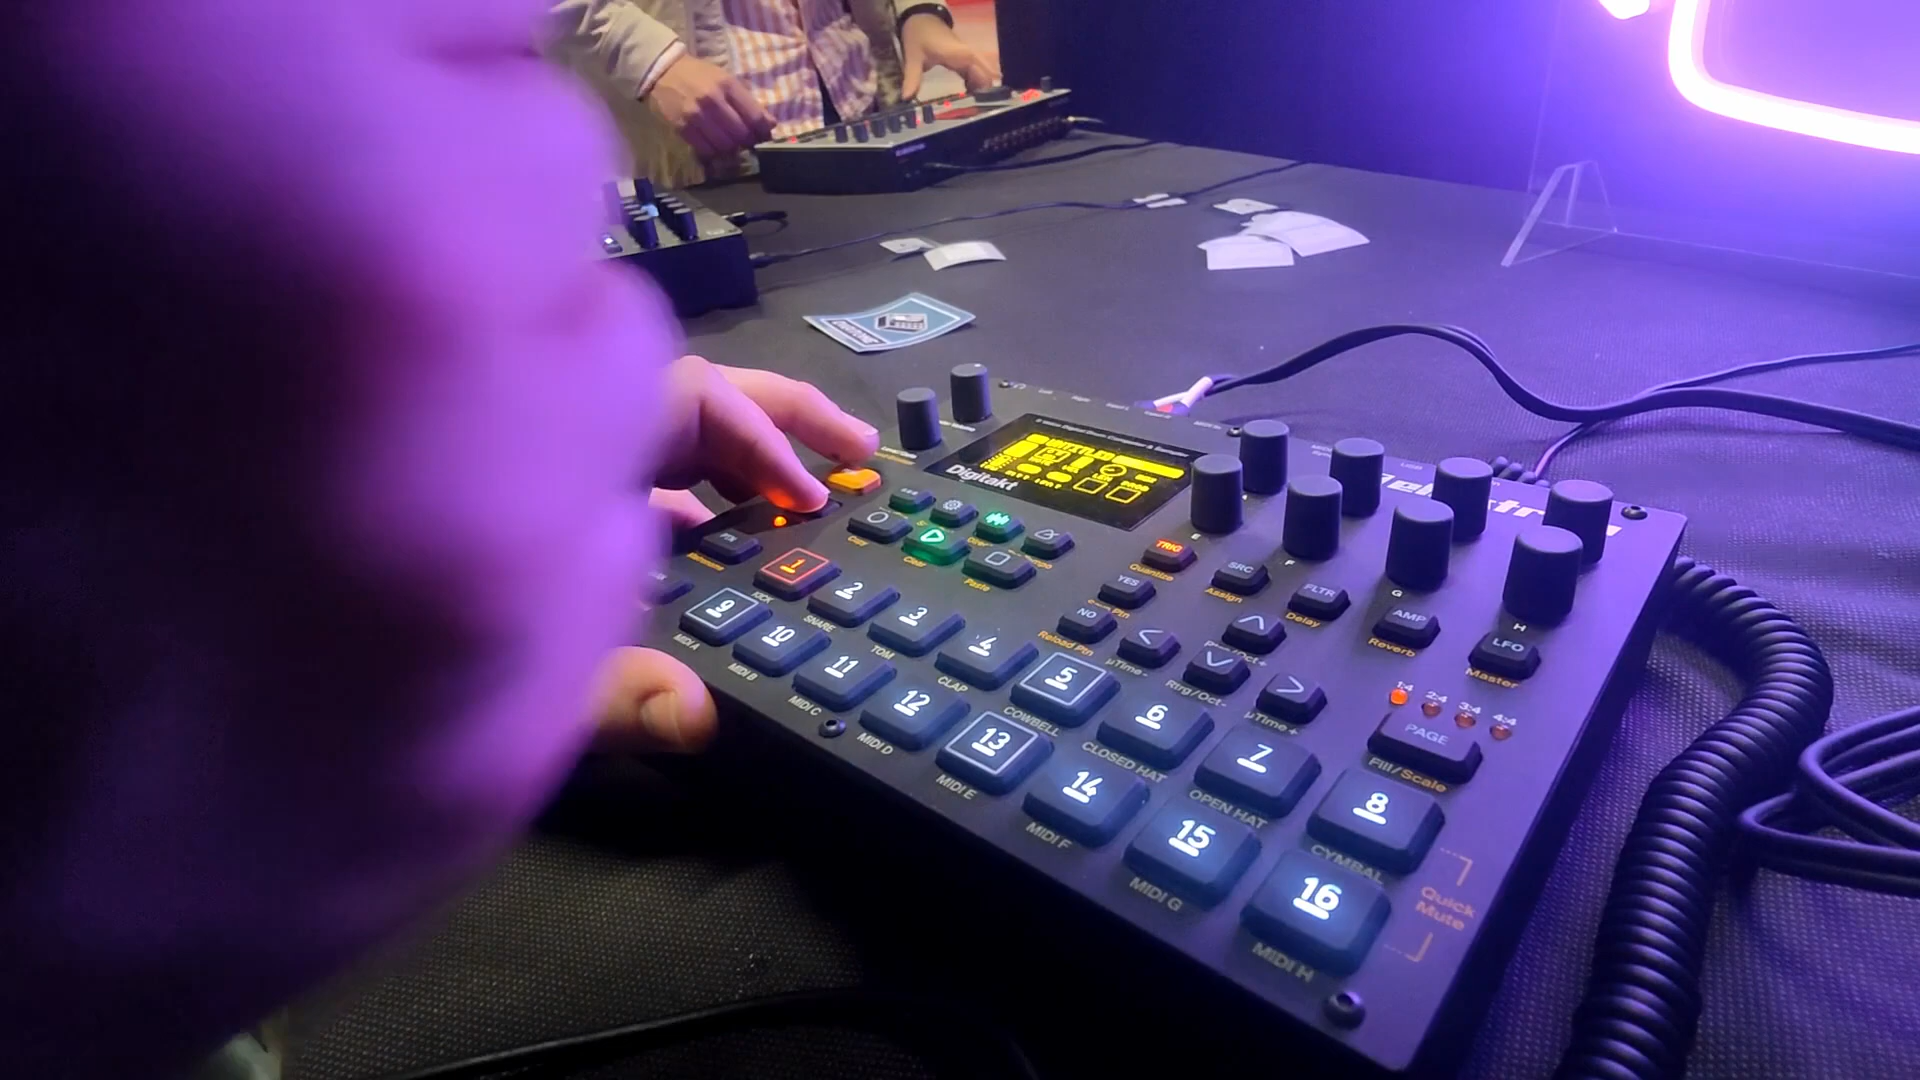 Digitakt
UNTITLED
elektron
TRIG
Quantize
SRC
Assign
FLTR
Delay
AMP
Reverb
LFO
Master
YES
NO
Reload Ptn
Copy
Clear
Paste
PTN
µTime-
Rtrg/Oct-
µTime+
E
F
G
H
1:4
2:4
3:4
4:4
PAGE
Fill/Scale
1
KICK
2
SNARE
3
TOM
4
CLAP
5
COWBELL
6
CLOSED HAT
7
OPEN HAT
8
CYMBAL
9
MIDI A
10
MIDI B
11
MIDI C
12
MIDI D
13
MIDI E
14
MIDI F
15
MIDI G
16
MIDI H
Quick
Mute